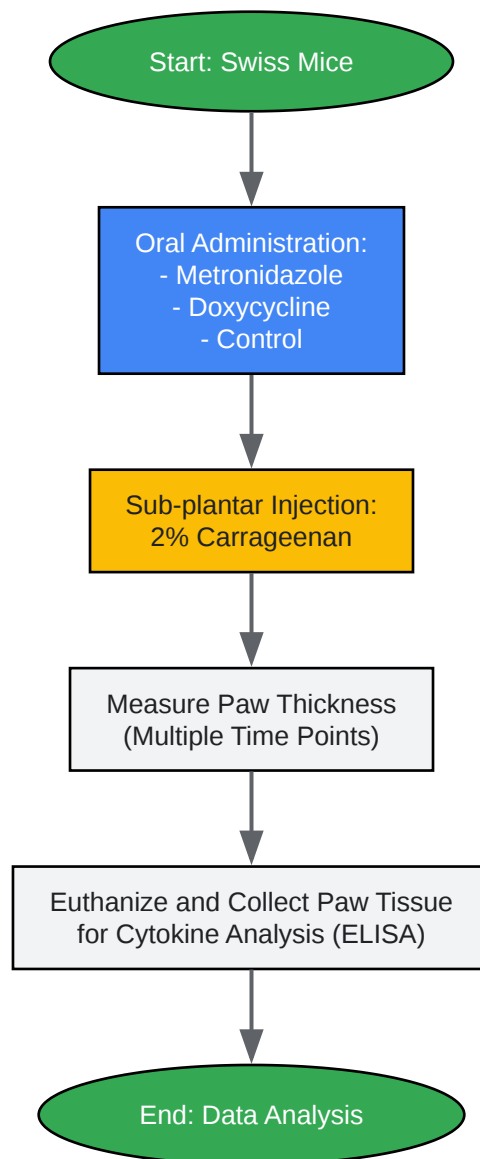 Start: Swiss Mice
Oral Administration:
- Metronidazole
- Doxycycline
- Control
Sub-plantar Injection:
2% Carrageenan
Measure Paw Thickness
(Multiple Time Points)
Euthanize and Collect Paw Tissue
for Cytokine Analysis (ELISA)
End: Data Analysis